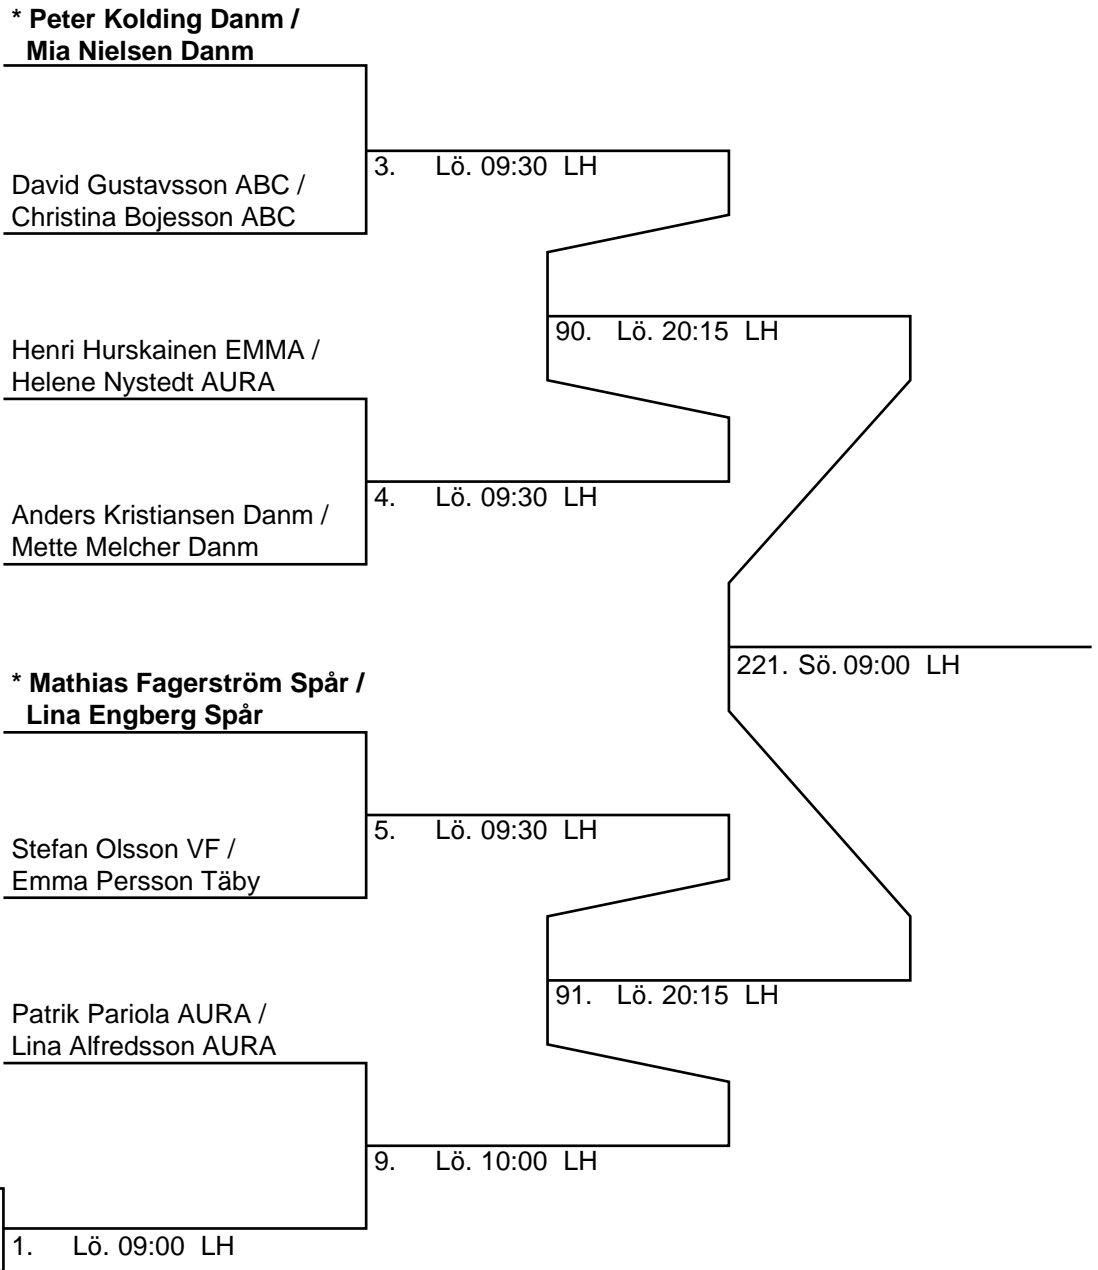 * Peter Kolding Danm /
Mia Nielsen Danm
3. Lö. 09:30 LH
David Gustavsson ABC /
Christina Bojesson ABC
90. Lö. 20:15 LH
Henri Hurskainen EMMA /
Helene Nystedt AURA
4. Lö. 09:30 LH
Anders Kristiansen Danm /
Mette Melcher Danm
221. Sö. 09:00 LH
* Mathias Fagerström Spår /
Lina Engberg Spår
5. Lö. 09:30 LH
Stefan Olsson VF /
Emma Persson Täby
91. Lö. 20:15 LH
Patrik Pariola AURA /
Lina Alfredsson AURA
9. Lö. 10:00 LH
1. Lö. 09:00 LH